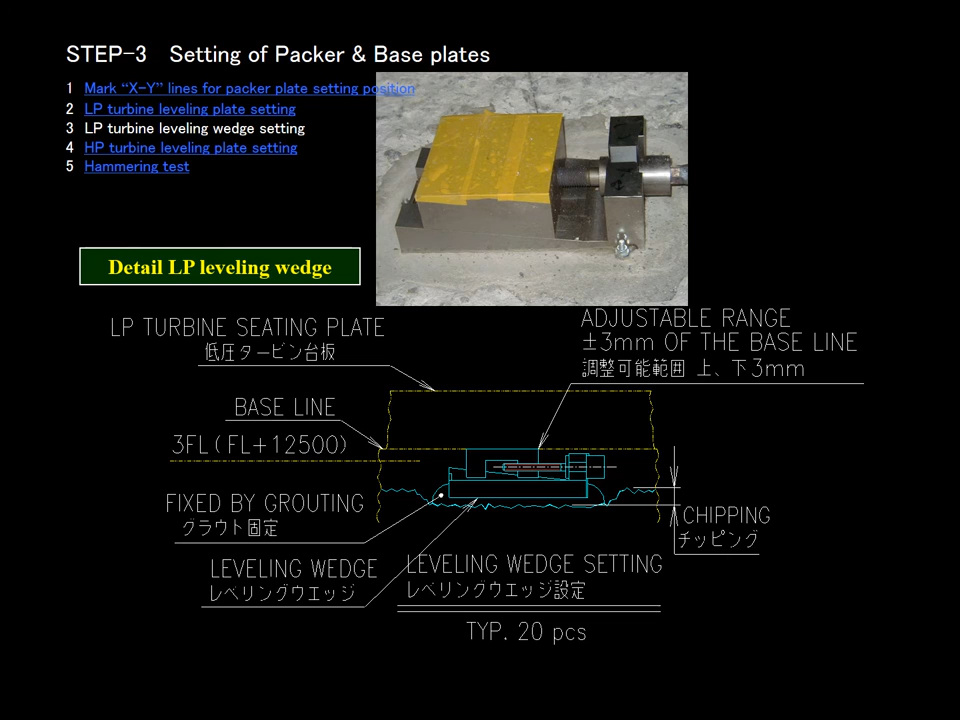 STEP-3 Setting of Packer & Base plates
1 Mark “X-Y” lines for packer plate setting position
2 LP turbine leveling plate setting
3 LP turbine leveling wedge setting
4 HP turbine leveling plate setting
5 Hammering test
Detail LP leveling wedge
LP TURBINE SEATING PLATE
低圧タービン台板
ADJUSTABLE RANGE
±3mm OF THE BASE LINE
調整可能範囲 上、下3mm
BASE LINE
3FL(FL+12500)
FIXED BY GROUTING
グラウト固定
CHIPPING
チッピング
LEVELING WEDGE
レベリングウエッジ
LEVELING WEDGE SETTING
レベリングウエッジ設定
TYP. 20 pcs